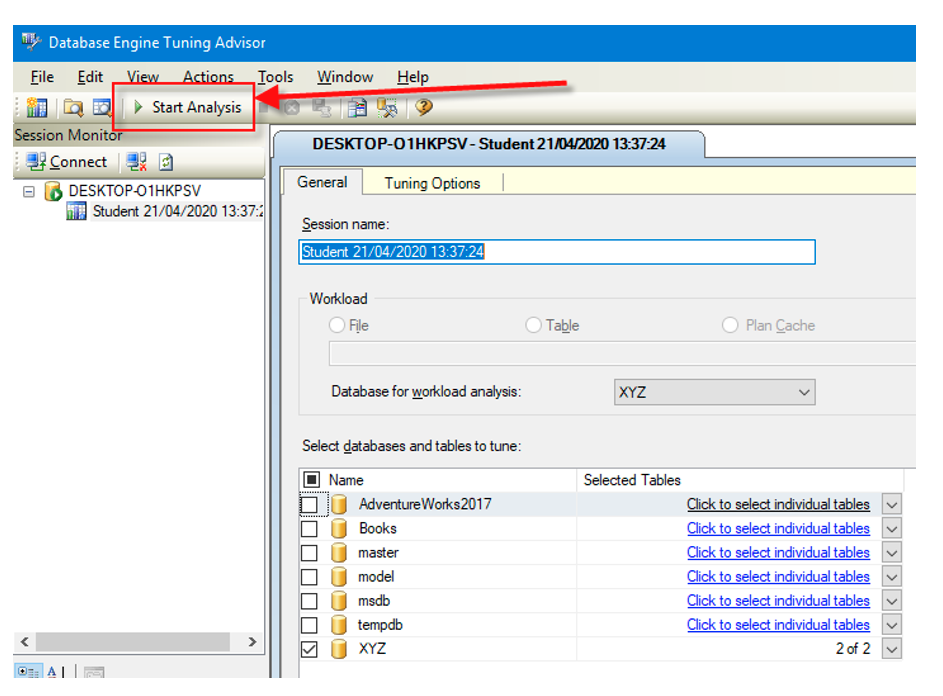 Database Engine Tuning Advisor
File Edit View Actions Tools Window Help
Start Analysis
Session Monitor
Connect
DESKTOP-O1HKPSV
Student 21/04/2020 13:37:2
DESKTOP-O1HKPSV - Student 21/04/2020 13:37:24
General Tuning Options
Session name:
Student 21/04/2020 13:37:24
Workload
File Table Plan Cache
Database for workload analysis: XYZ
Select databases and tables to tune:
Name Selected Tables
AdventureWorks2017 Click to select individual tables
Books Click to select individual tables
master Click to select individual tables
model Click to select individual tables
msdb Click to select individual tables
tempdb Click to select individual tables
XYZ 2 of 2